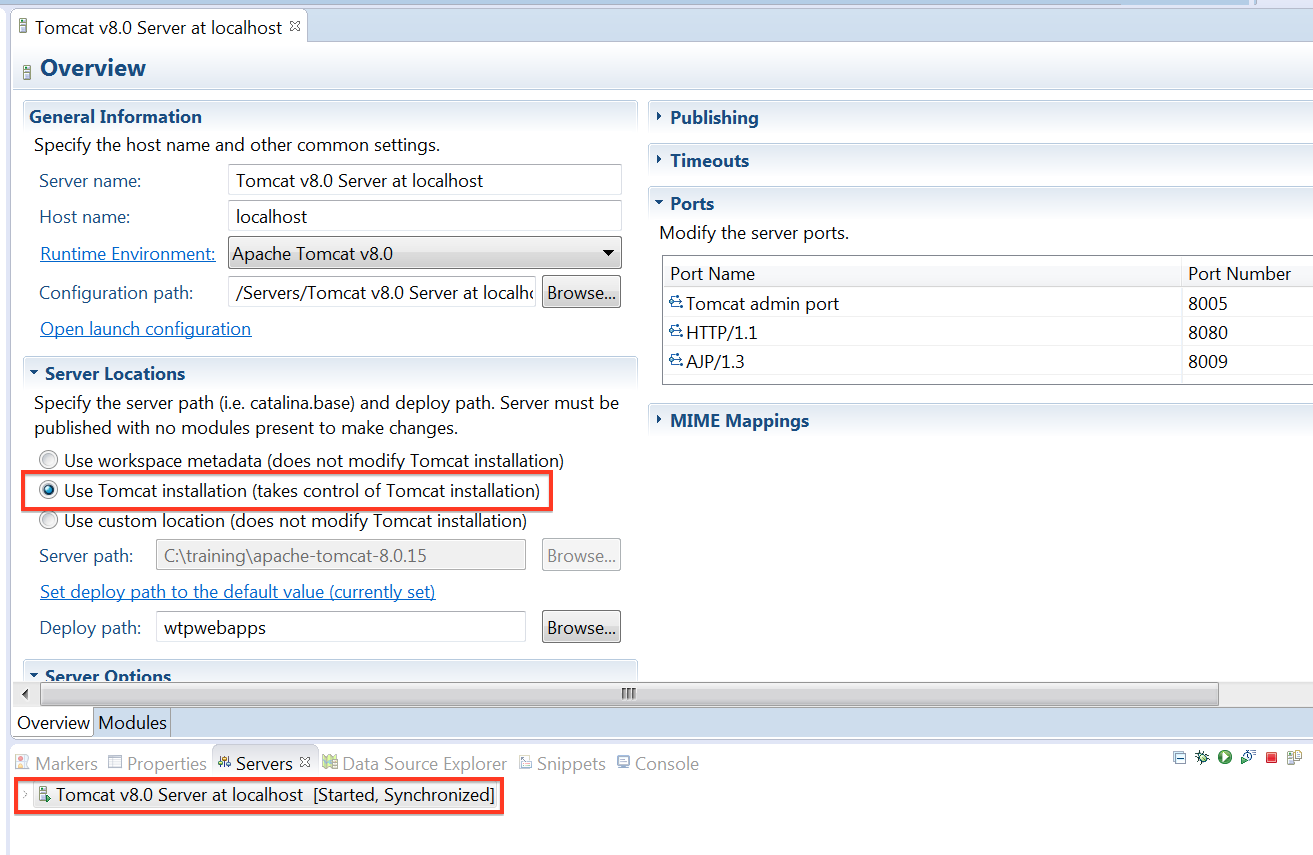 Tomcat v8.0 Server at localhost
Overview
General Information
Specify the host name and other common settings.
Server name: Tomcat v8.0 Server at localhost
Host name: localhost
Runtime Environment: Apache Tomcat v8.0
Configuration path: /Servers/Tomcat v8.0 Server at localho Browse...
Open launch configuration
Server Locations
Specify the server path (i.e. catalina.base) and deploy path. Server must be
published with no modules present to make changes.
Use workspace metadata (does not modify Tomcat installation)
Use Tomcat installation (takes control of Tomcat installation)
Use custom location (does not modify Tomcat installation)
Server path: C:\training\apache-tomcat-8.0.15 Browse...
Set deploy path to the default value (currently set)
Deploy path: wtpwebapps Browse...
Server Options
Publishing
Timeouts
Ports
Modify the server ports.
Port Name Port Number
Tomcat admin port 8005
HTTP/1.1 8080
AJP/1.3 8009
MIME Mappings
Overview Modules
Markers Properties Servers Data Source Explorer Snippets Console
Tomcat v8.0 Server at localhost [Started, Synchronized]